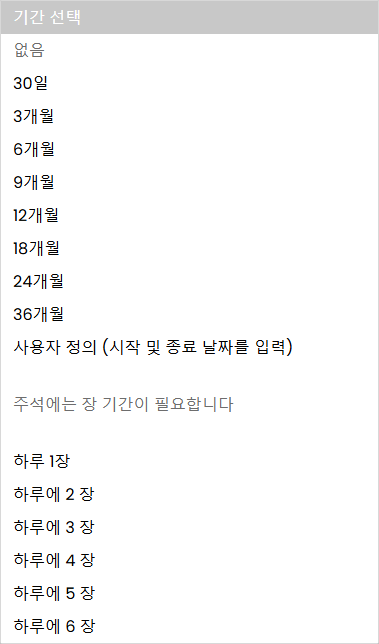 기간 선택
없음
30일
3개월
6개월
9개월
12개월
18개월
24개월
36개월
사용자 정의 (시작 및 종료 날짜를 입력)
주석에는 장 기간이 필요합니다
하루 1장
하루에 2 장
하루에 3 장
하루에 4 장
하루에 5 장
하루에 6 장